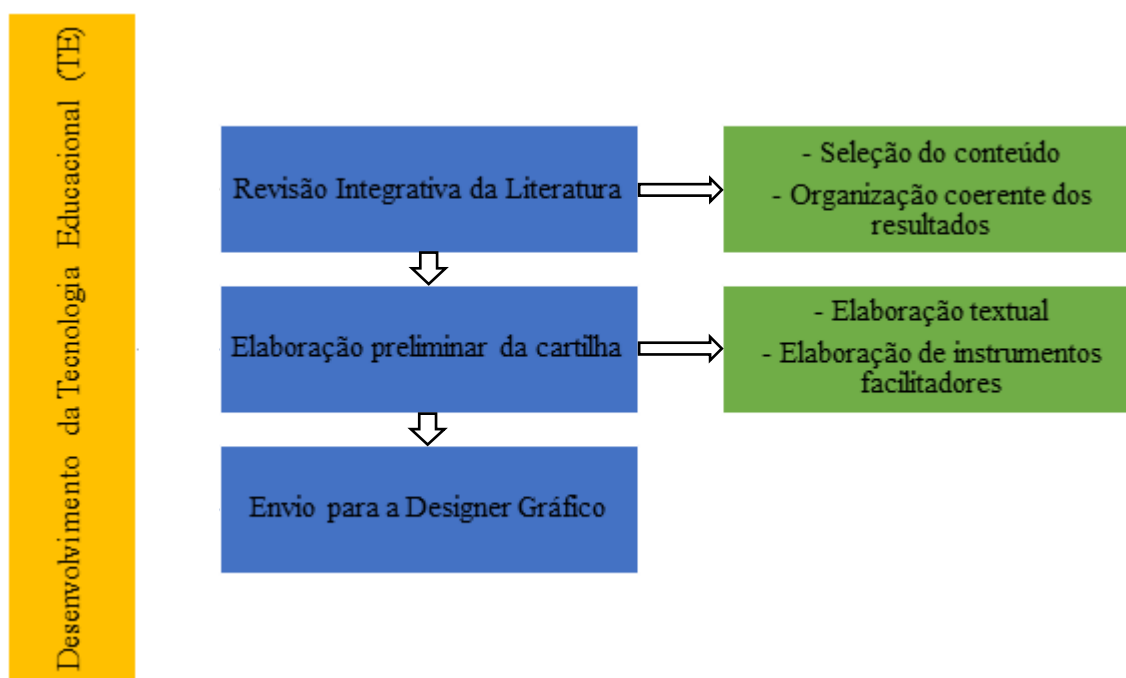 Desenvolvimento da Tecnologia Educacional (TE)
Revisão Integrativa da Literatura
- Seleção do conteúdo
- Organização coerente dos
resultados
Elaboração preliminar da cartilha
- Elaboração textual
- Elaboração de instrumentos
facilitadores
Envio para a Designer Gráfico